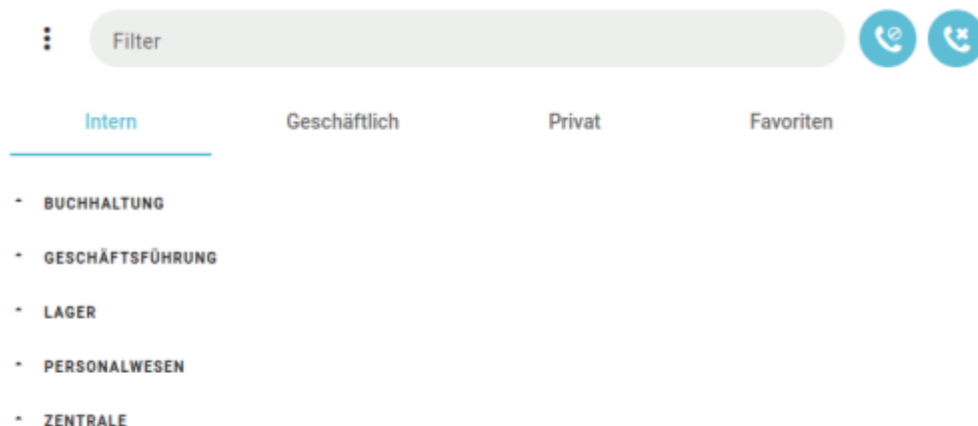 Filter
Intern Geschäftlich Privat Favoriten
BUCHHALTUNG
GESCHÄFTSFÜHRUNG
LAGER
PERSONALWESEN
ZENTRALE